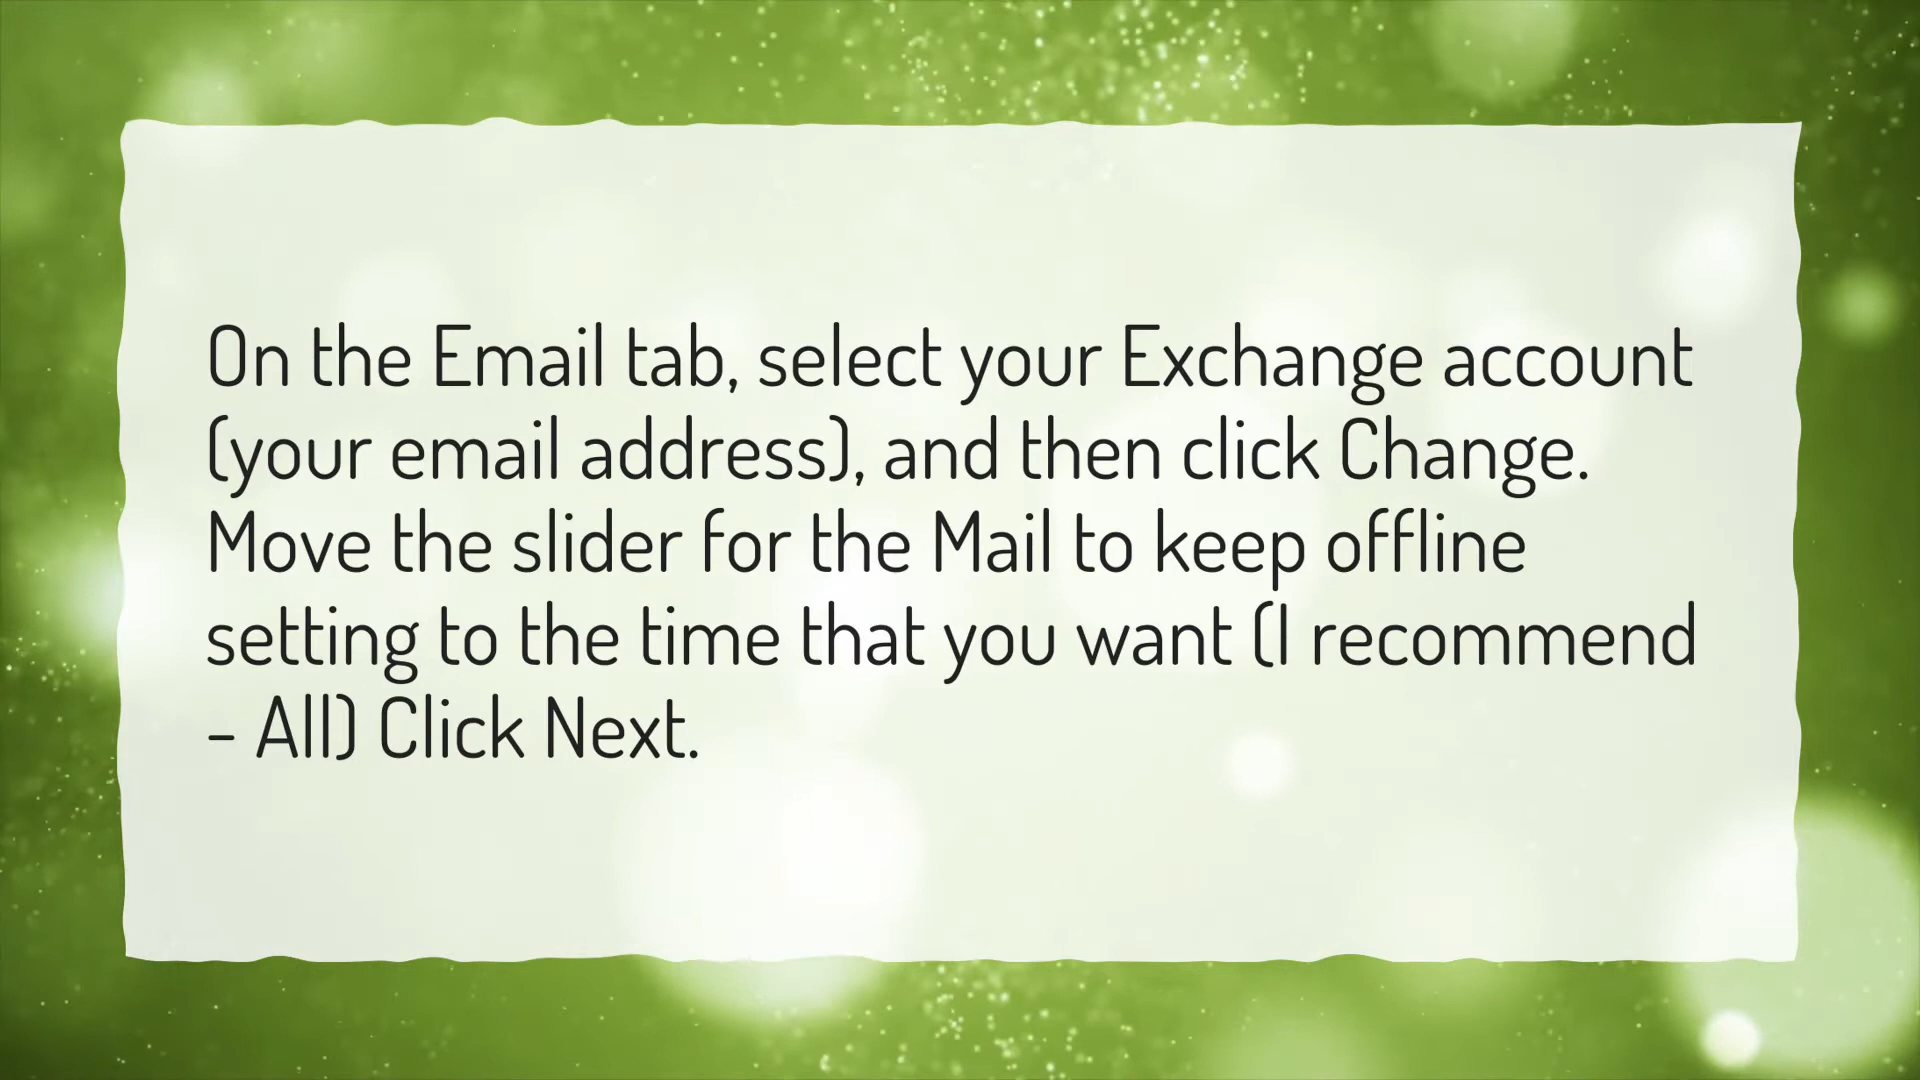 On the Email tab, select your Exchange account
(your email address), and then click Change.
Move the slider for the Mail to keep offline
setting to the time that you want (I recommend
- All) Click Next.